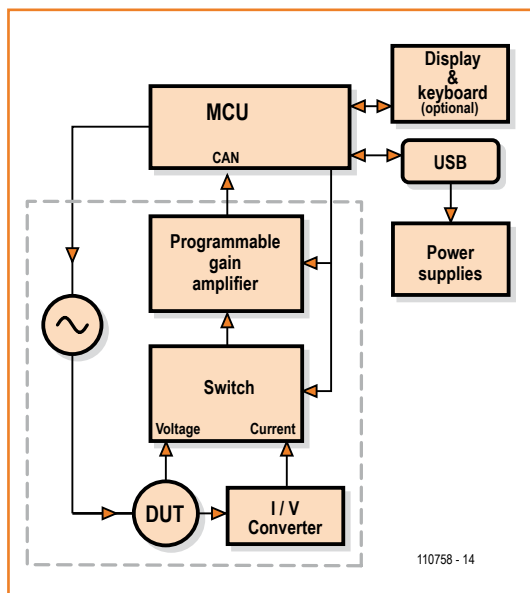 Display
&
keyboard
(optional)
MCU
CAN
USB
Programmable
gain
amplifier
Power
supplies
Switch
Voltage Current
DUT
I / V
Converter
110758 - 14